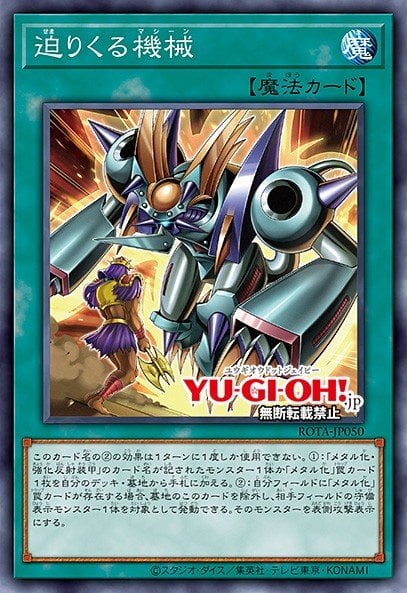 迫りくる機械
せま マシーン
【魔法カード】
ま ほう
魔
ユウギオウドットジェイピー
YU-GI-OH!.jp
無断転載禁止
ROTA-JP050
このカード名の②の効果は1ターンに1度しか使用できない。①:「メタル化・
強化反射装甲」のカード名が記されたモンスター1体か「メタル化」罠カード
1枚を自分のデッキ・墓地から手札に加える。②:自分フィールドに「メタル化」
罠カードが存在する場合、墓地のこのカードを除外し、相手フィールドの守備
表示モンスター1体を対象として発動できる。そのモンスターを表側攻撃表示
にする。
©スタジオ・ダイス/集英社・テレビ東京・KONAMI